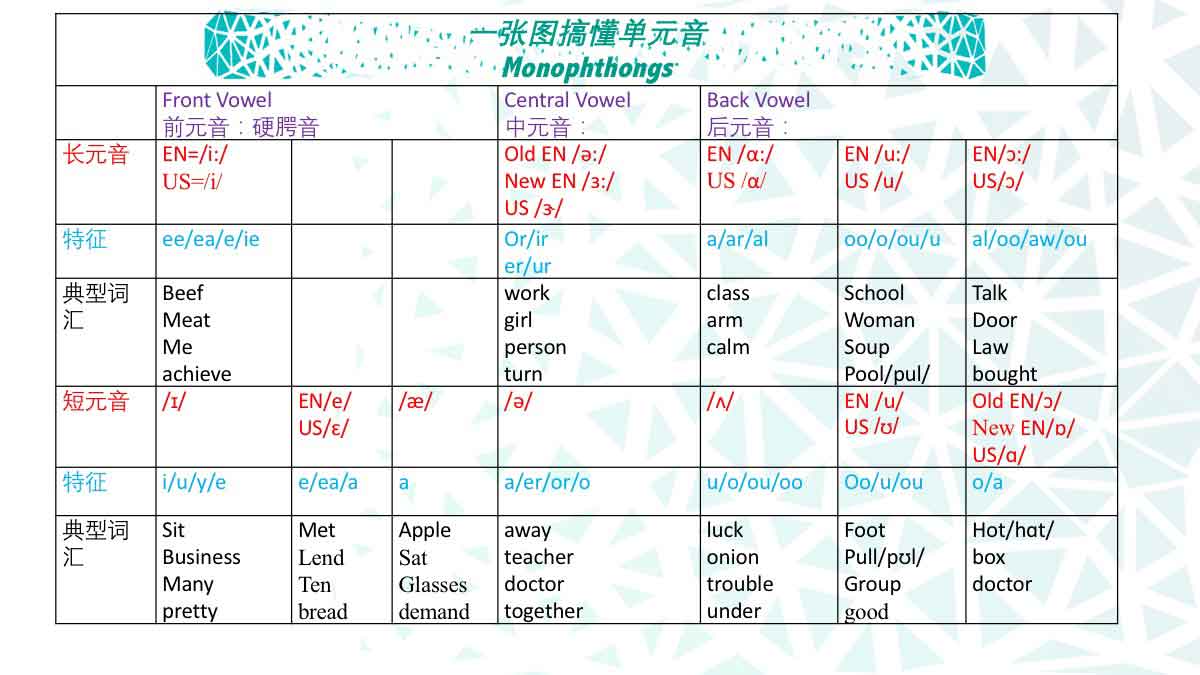 一张图搞懂单元音
Monophthongs
Front Vowel
前元音：硬腭音
Central Vowel
中元音：
Back Vowel
后元音：
长元音
EN=/i:/
US=/i/
Old EN /ə:/
New EN /ɜ:/
US /ɝ/
EN /ɑ:/
US /ɑ/
EN /u:/
US /u/
EN/ɔ:/
US/ɔ/
特征
ee/ea/e/ie
Or/ir
er/ur
a/ar/al
oo/o/ou/u
al/oo/aw/ou
典型词
汇
Beef
Meat
Me
achieve
work
girl
person
turn
class
arm
calm
School
Woman
Soup
Pool/pul/
Talk
Door
Law
bought
短元音
/ɪ/
EN/e/
US/ɛ/
/æ/
/ə/
/ʌ/
EN /u/
US /ʊ/
Old EN/ɔ/
New EN/ɒ/
US/ɑ/
特征
i/u/y/e
e/ea/a
a
a/er/or/o
u/o/ou/oo
Oo/u/ou
o/a
典型词
汇
Sit
Business
Many
pretty
Met
Lend
Ten
bread
Apple
Sat
Glasses
demand
away
teacher
doctor
together
luck
onion
trouble
under
Foot
Pull/pʊl/
Group
good
Hot/hɑt/
box
doctor